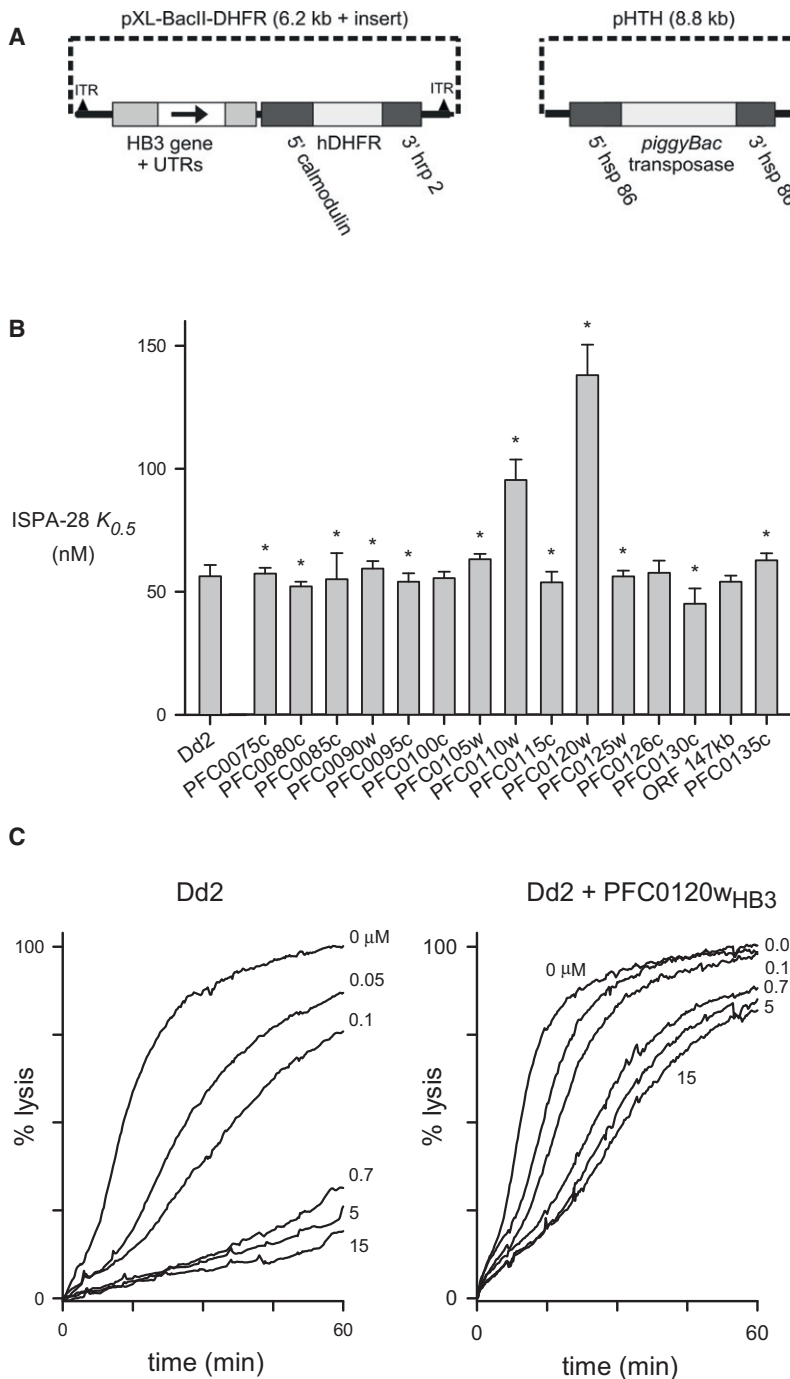 A
pXL-BacII-DHFR (6.2 kb + insert)
pHTH (8.8 kb)
ITR
ITR
HB3 gene
+ UTRs
5' calmodulin
hDHFR
3' hrp 2
5' hsp 86
piggyBac
transposase
3' hsp 86
B
150
100
50
0
ISPA-28 K0.5
(nM)
* * * * * * * * * * * *
Dd2
PFC0075c
PFC0080c
PFC0085c
PFC0090w
PFC0095c
PFC0100c
PFC0105w
PFC0110w
PFC0115c
PFC0120w
PFC0125w
PFC0126c
PFC0130c
ORF 147kb
PFC0135c
C
Dd2
100
0
% lysis
0 μM
0.05
0.1
0.7
5
15
0
60
time (min)
Dd2 + PFC0120wHB3
100
0
% lysis
0 μM
0.0
0.1
0.7
5
15
0
60
time (min)